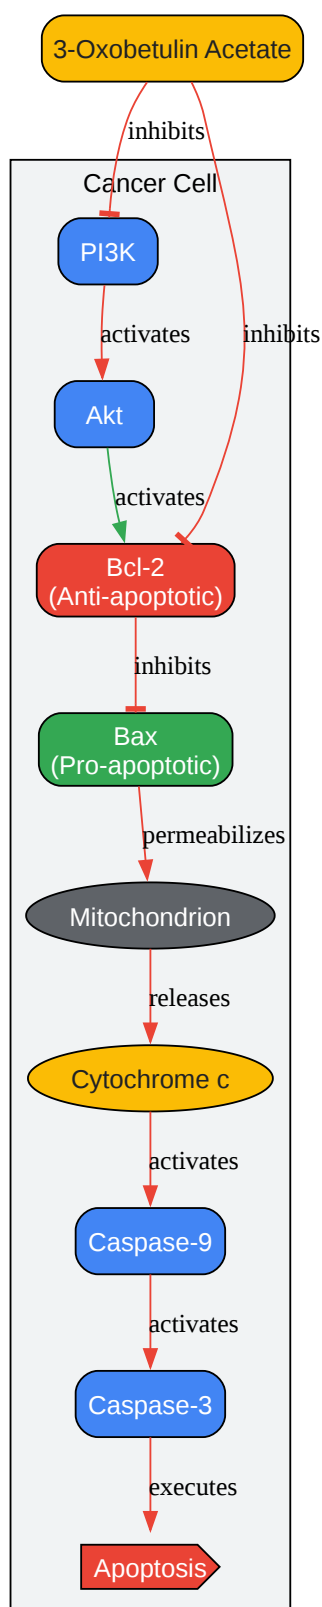 3-Oxobetulin Acetate
inhibits
Cancer Cell
PI3K
activates
inhibits
Akt
activates
Bcl-2
(Anti-apoptotic)
inhibits
Bax
(Pro-apoptotic)
permeabilizes
Mitochondrion
releases
Cytochrome c
activates
Caspase-9
activates
Caspase-3
executes
Apoptosis